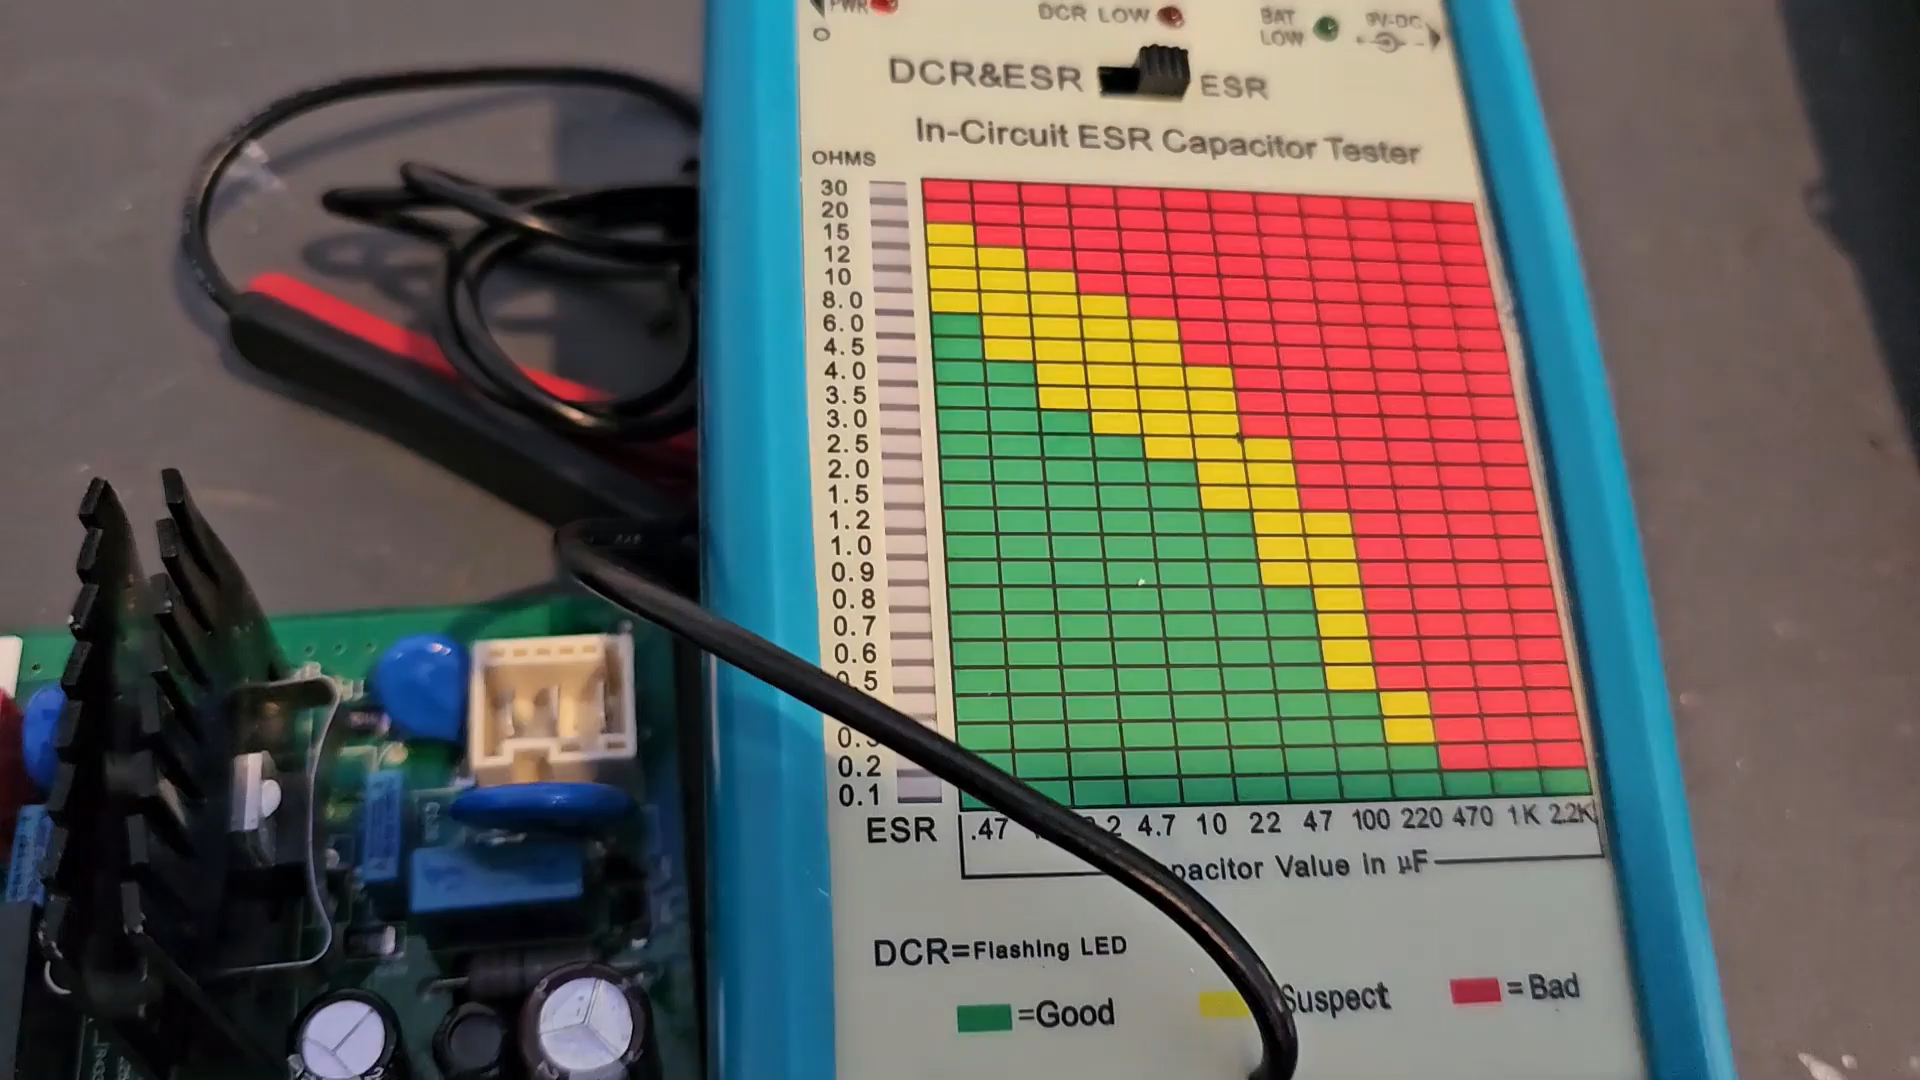 PWR
DCR LOW
BAT
LOW
9V-DC
DCR&ESR
ESR
In-Circuit ESR Capacitor Tester
OHMS
30
20
15
12
10
8.0
6.0
4.5
4.0
3.5
3.0
2.5
2.0
1.5
1.2
1.0
0.9
0.8
0.7
0.6
0.5
0.2
0.1
ESR
.47 4.7 10 22 47 100 220 470 1K 2.2K
Value in µF
DCR=Flashing LED
=Good
Suspect
=Bad